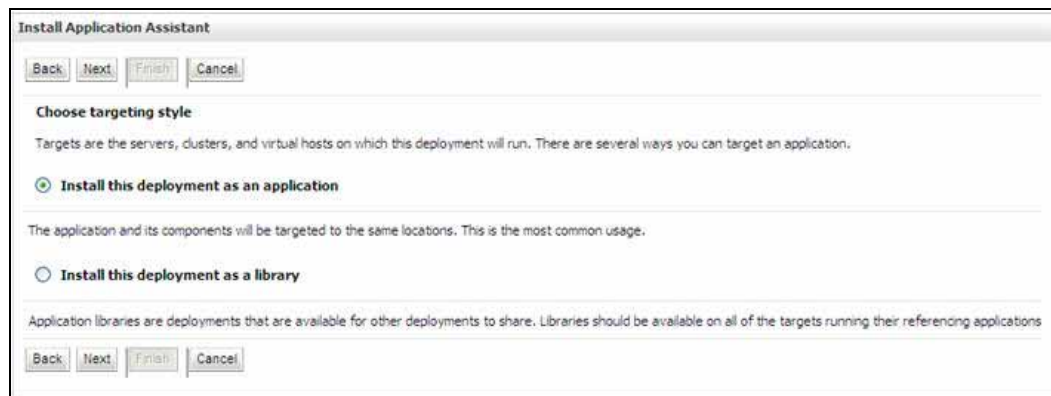 Install Application Assistant
Back Next Finish Cancel
Choose targeting style
Targets are the servers, clusters, and virtual hosts on which this deployment will run. There are several ways you can target an application.
Install this deployment as an application
The application and its components will be targeted to the same locations. This is the most common usage.
Install this deployment as a library
Application libraries are deployments that are available for other deployments to share. Libraries should be available on all of the targets running their referencing applications
Back Next Finish Cancel